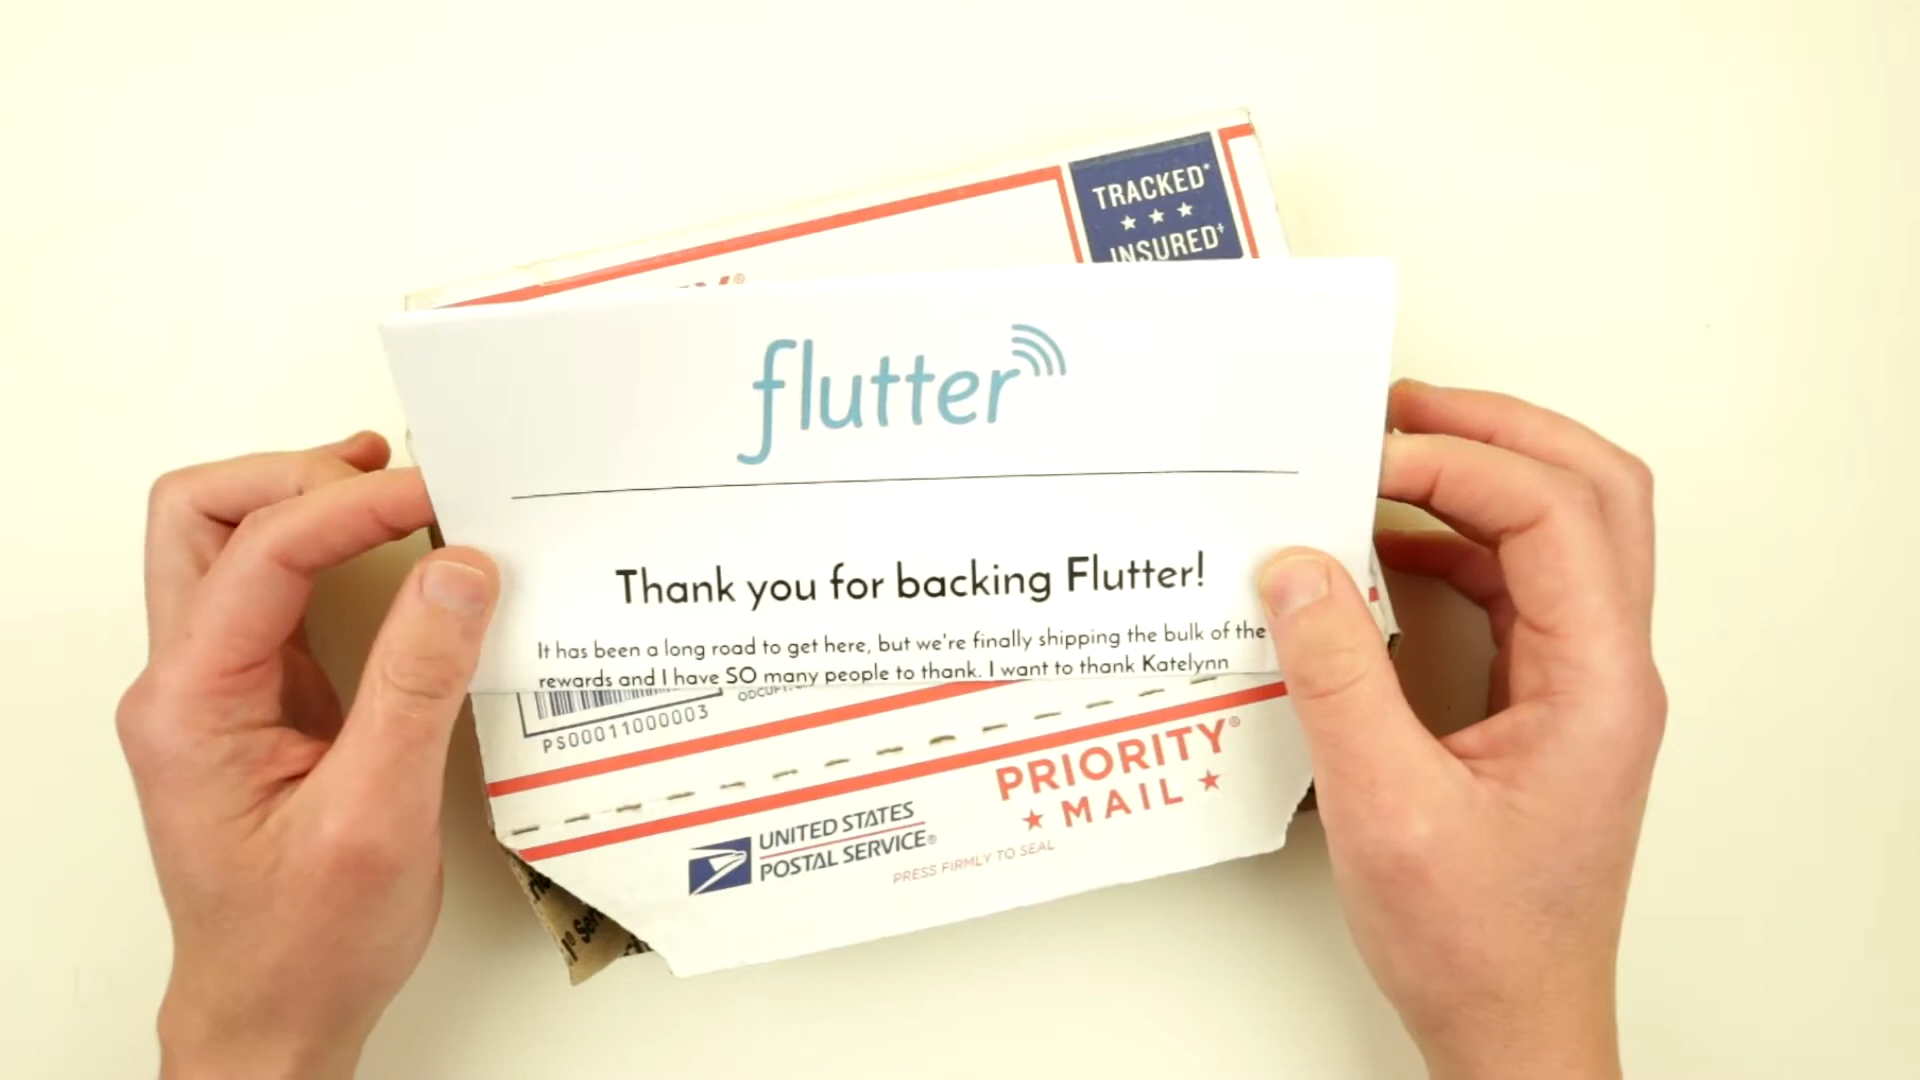 TRACKED*
INSURED†
flutter
Thank you for backing Flutter!
It has been a long road to get here, but we're finally shipping the bulk of the
rewards and I have SO many people to thank. I want to thank Katelynn
PS00011000003
UNITED STATES
POSTAL SERVICE®
PRIORITY®
MAIL
PRESS FIRMLY TO SEAL